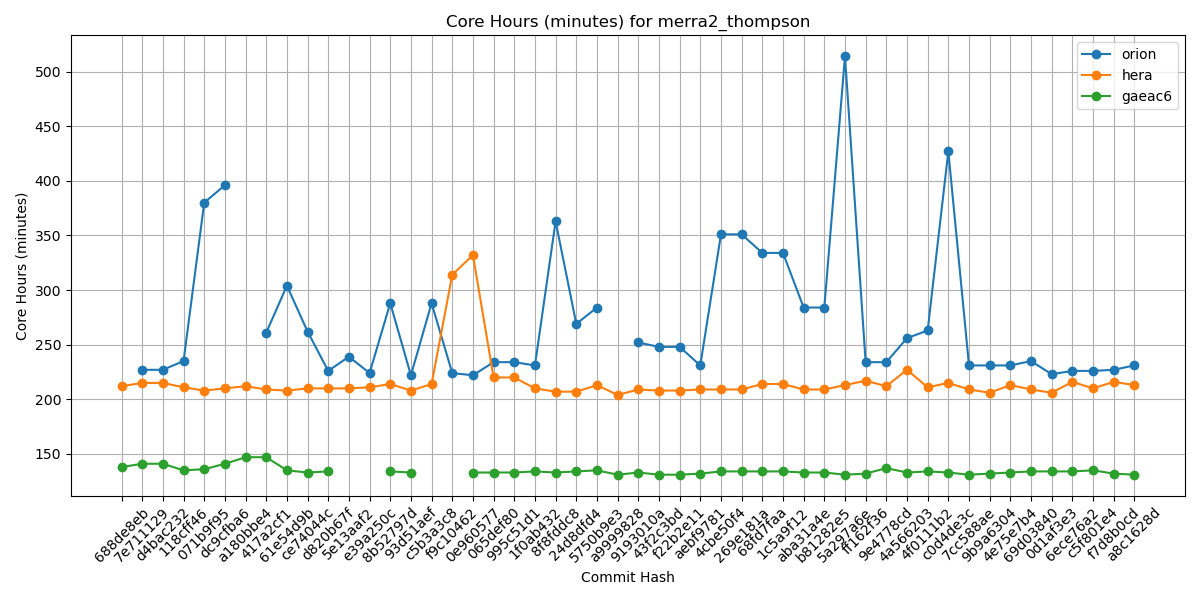 Core Hours (minutes) for merra2_thompson
orion
hera
gaeac6
Core Hours (minutes)
500
450
400
350
300
250
200
150
688de8eb
7e711129
d4bac232
118cff46
071b9f95
dc9cfba6
a180bbe4
417a2cf1
61e54d9b
ce74044c
d820b67f
5e13aaf2
e39a250c
8b52797d
93d51aef
c5b3a3c8
f9c10462
0e960577
065def80
995c51d1
1f0ab432
8f8fddc8
24d8dfd4
5750b9e3
a9999828
9193010a
43f253bd
f22b2e11
aebf9781
4cbe50f4
269e181a
68fd7faa
1c5a9f12
aba31a4e
b81282e5
5a297a6e
ff162f36
9e4778cd
4a566203
4f011b2
c0d4de3c
7cc588ae
9b9a6304
4e75e7b4
69d03840
0d1af3e3
6ece76a2
c5f801e4
f7d8b0cd
a8c1628d
Commit Hash